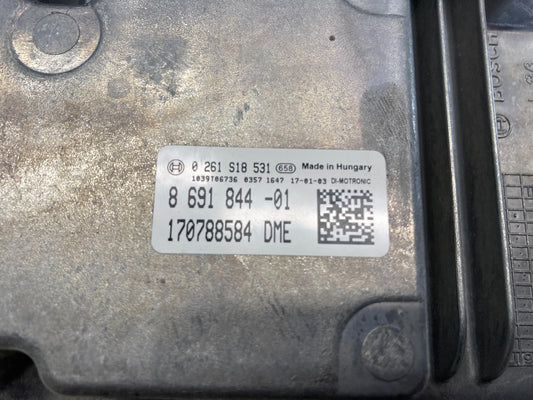 0 261 S18 531 658 Made in Hungary
1039T06736 0357 1647 17-01-03 DI-MOTRONIC
8 691 844 -01
170788584 DME
BOSCH